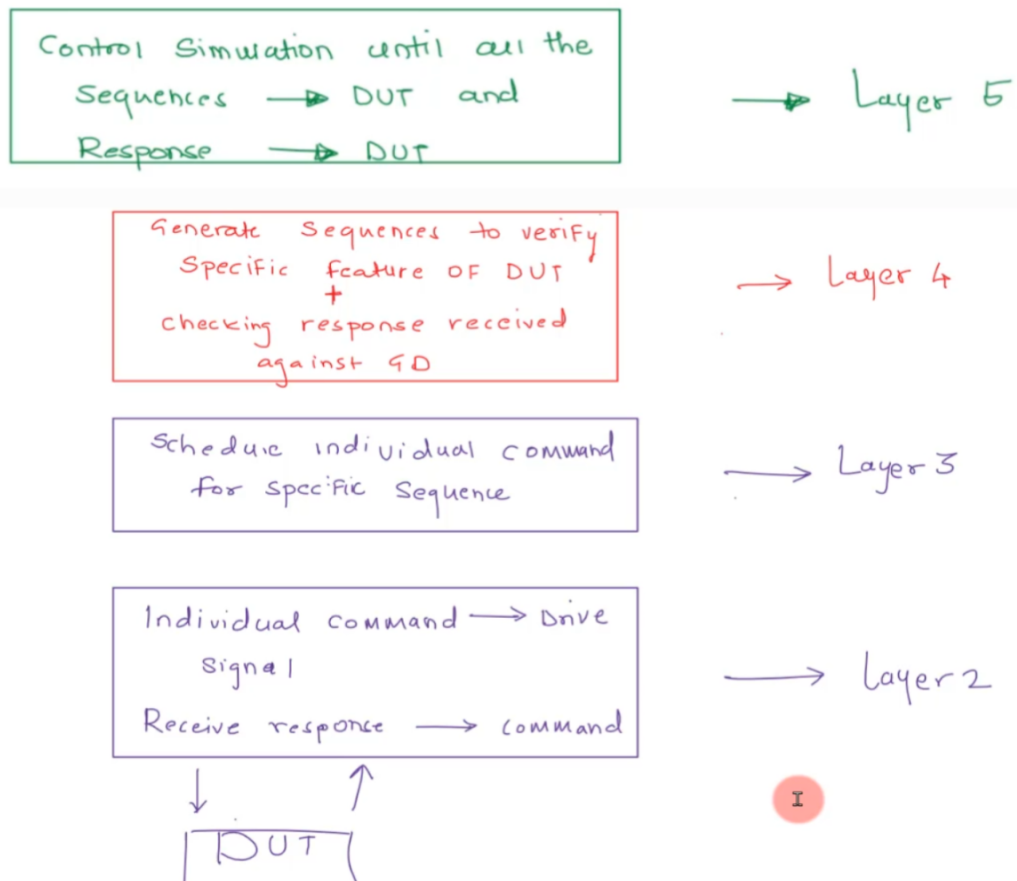 Control Simulation until all the
Sequences → DUT and
Response → DUT
→ Layer 5
Generate Sequences to verify
Specific feature OF DUT
+
Checking response received
against GD
→ Layer 4
Schedule individual command
for specific Sequence
→ Layer 3
Individual command → Drive
Signal
Receive response → command
→ Layer 2
↓ ↑
DUT